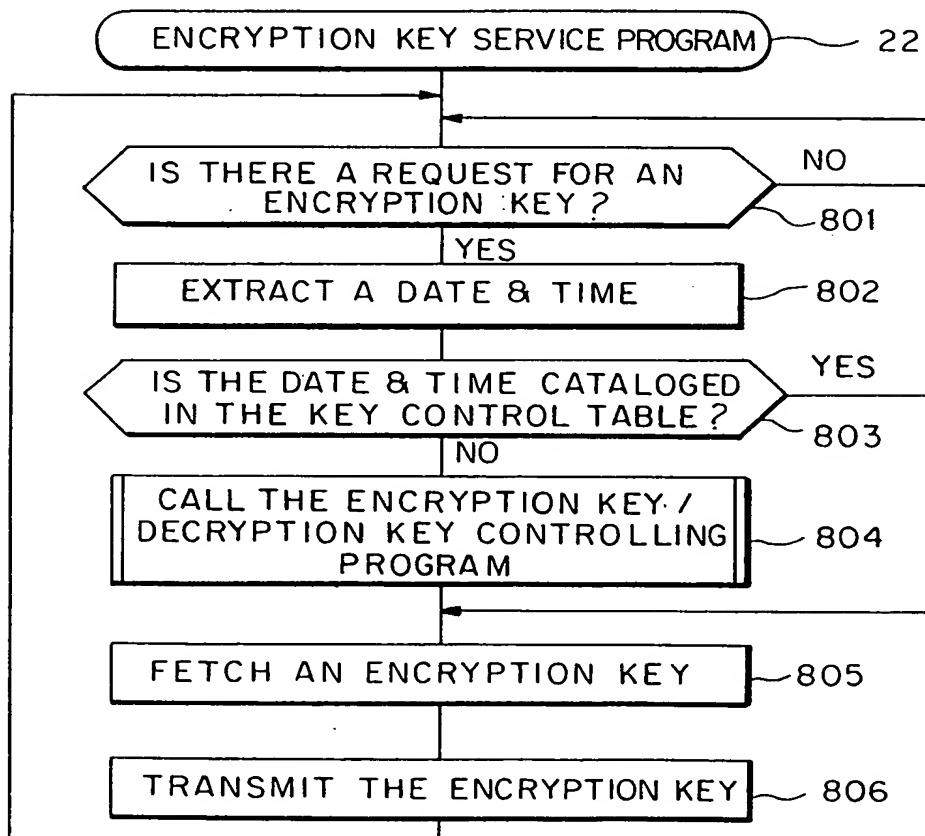 ENCRYPTION KEY SERVICE PROGRAM
22
IS THERE A REQUEST FOR AN
ENCRYPTION KEY?
NO
801
YES
EXTRACT A DATE & TIME
802
IS THE DATE & TIME CATALOGED
IN THE KEY CONTROL TABLE?
YES
803
NO
CALL THE ENCRYPTION KEY /
DECRYPTION KEY CONTROLLING
PROGRAM
804
FETCH AN ENCRYPTION KEY
805
TRANSMIT THE ENCRYPTION KEY
806